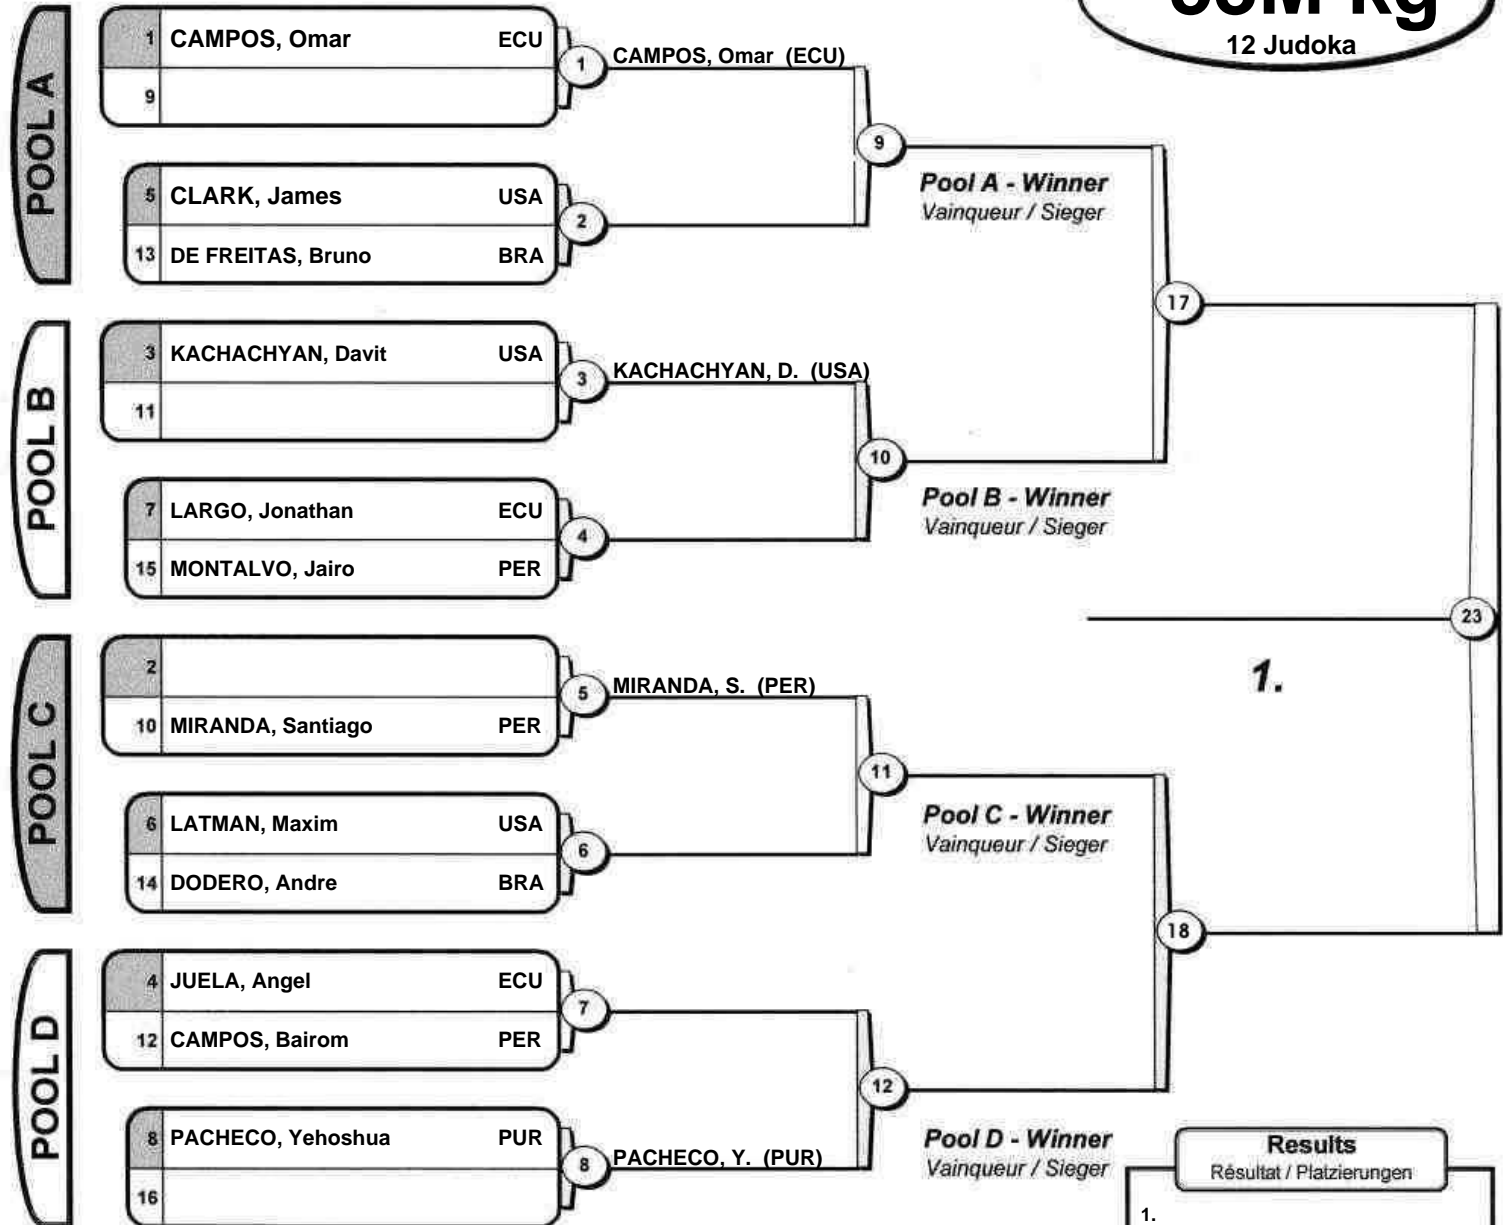 kg
12 Judoka
POOL A
1 CAMPOS, Omar ECU
9
1
CAMPOS, Omar (ECU)
5 CLARK, James USA
13 DE FREITAS, Bruno BRA
2
9
Pool A - Winner
Vainqueur / Sieger
POOL B
3 KACHACHYAN, Davit USA
11
3
KACHACHYAN, D. (USA)
7 LARGO, Jonathan ECU
15 MONTALVO, Jairo PER
4
10
Pool B - Winner
Vainqueur / Sieger
17
23
1.
POOL C
2
10 MIRANDA, Santiago PER
5
MIRANDA, S. (PER)
6 LATMAN, Maxim USA
14 DODERO, Andre BRA
6
11
Pool C - Winner
Vainqueur / Sieger
18
POOL D
4 JUELA, Angel ECU
12 CAMPOS, Bairom PER
7
8 PACHECO, Yehoshua PUR
16
8
PACHECO, Y. (PUR)
12
Pool D - Winner
Vainqueur / Sieger
Results
Résultat / Platzierungen
1.